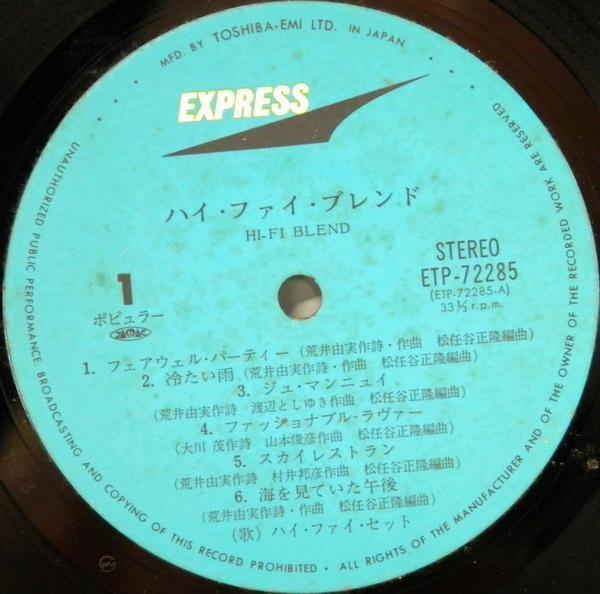 MFD. BY TOSHIBA-EMI LTD. IN JAPAN
EXPRESS
ハイ・ファイ・ブレンド
HI-FI BLEND
STEREO
ETP-72285
(ETP-72285-A)
33⅓ r.p.m.
1
ポピュラー
JASRAC
1. フェアウェル・パーティー (荒井由実作詩・作曲 松任谷正隆編曲)
2. 冷たい雨 (荒井由実作詩・作曲 松任谷正隆編曲)
3. ジュ・マンニュイ
(荒井由実作詩 渡辺としゆき作曲 松任谷正隆編曲)
4. ファッショナブル・ラヴァー
(大川 茂作詩 山本俊彦作曲 松任谷正隆編曲)
5. スカイレストラン
(荒井由実作詩 村井邦彦作曲 松任谷正隆編曲)
6. 海を見ていた午後
(荒井由実作詩・作曲 松任谷正隆編曲)
(歌) ハイ・ファイ・セット
UNAUTHORIZED PUBLIC PERFORMANCE, BROADCASTING AND COPYING OF THIS RECORD PROHIBITED • ALL RIGHTS OF THE MANUFACTURER AND OF THE OWNER OF THE RECORDED WORK ARE RESERVED